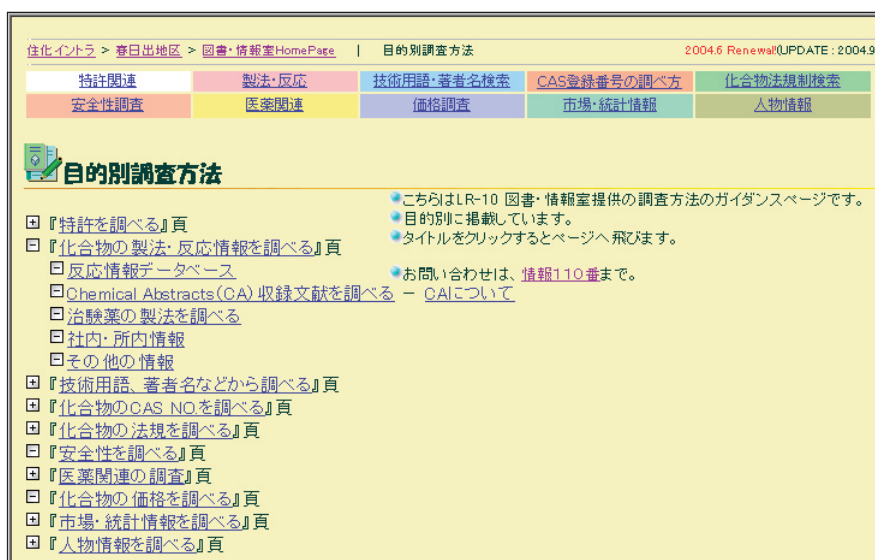 住化イントラ > 春日出地区 > 図書・情報室HomePage | 目的別調査方法 2004.6 Renewal!(UPDATE : 2004.9
特許関連 製法・反応 技術用語・著者名検索 CAS登録番号の調べ方 化合物法規制検索
安全性調査 医薬関連 価格調査 市場・統計情報 人物情報
目的別調査方法
こちらはLR-10 図書・情報室提供の調査方法のガイダンスページです。
目的別に掲載しています。
タイトルをクリックするとページへ飛びます。
お問い合わせは、情報110番まで。
『特許を調べる』頁
『化合物の製法・反応情報を調べる』頁
反応情報データベース
Chemical Abstracts(CA)収録文献を調べる − CAIについて
治験薬の製法を調べる
社内・所内情報
その他の情報
『技術用語、著者名などから調べる』頁
『化合物のCAS NO.を調べる』頁
『化合物の法規を調べる』頁
『安全性を調べる』頁
『医薬関連の調査』頁
『化合物の価格を調べる』頁
『市場・統計情報を調べる』頁
『人物情報を調べる』頁